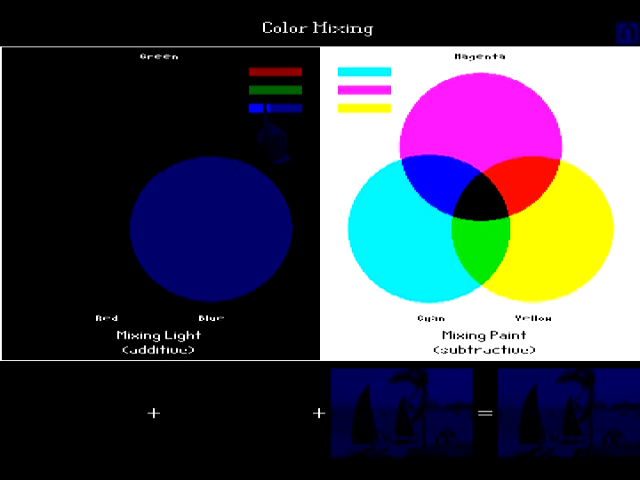 Color Mixing
Green
Magenta
Red
Blue
Cyan
Yellow
Mixing Light
(additive)
Mixing Paint
(subtractive)
+
+
=